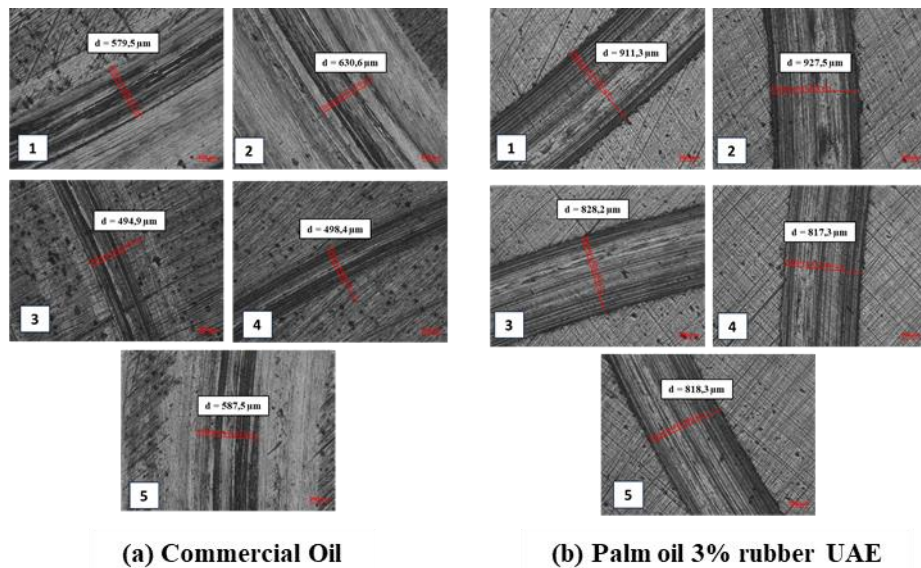 d = 579,5 µm
1
d = 630,6 µm
2
d = 494,9 µm
3
d = 498,4 µm
4
d = 587,5 µm
5
(a) Commercial Oil
d = 911,3 µm
1
d = 927,5 µm
2
d = 828,2 µm
3
d = 817,3 µm
4
d = 818,3 µm
5
(b) Palm oil 3% rubber UAE